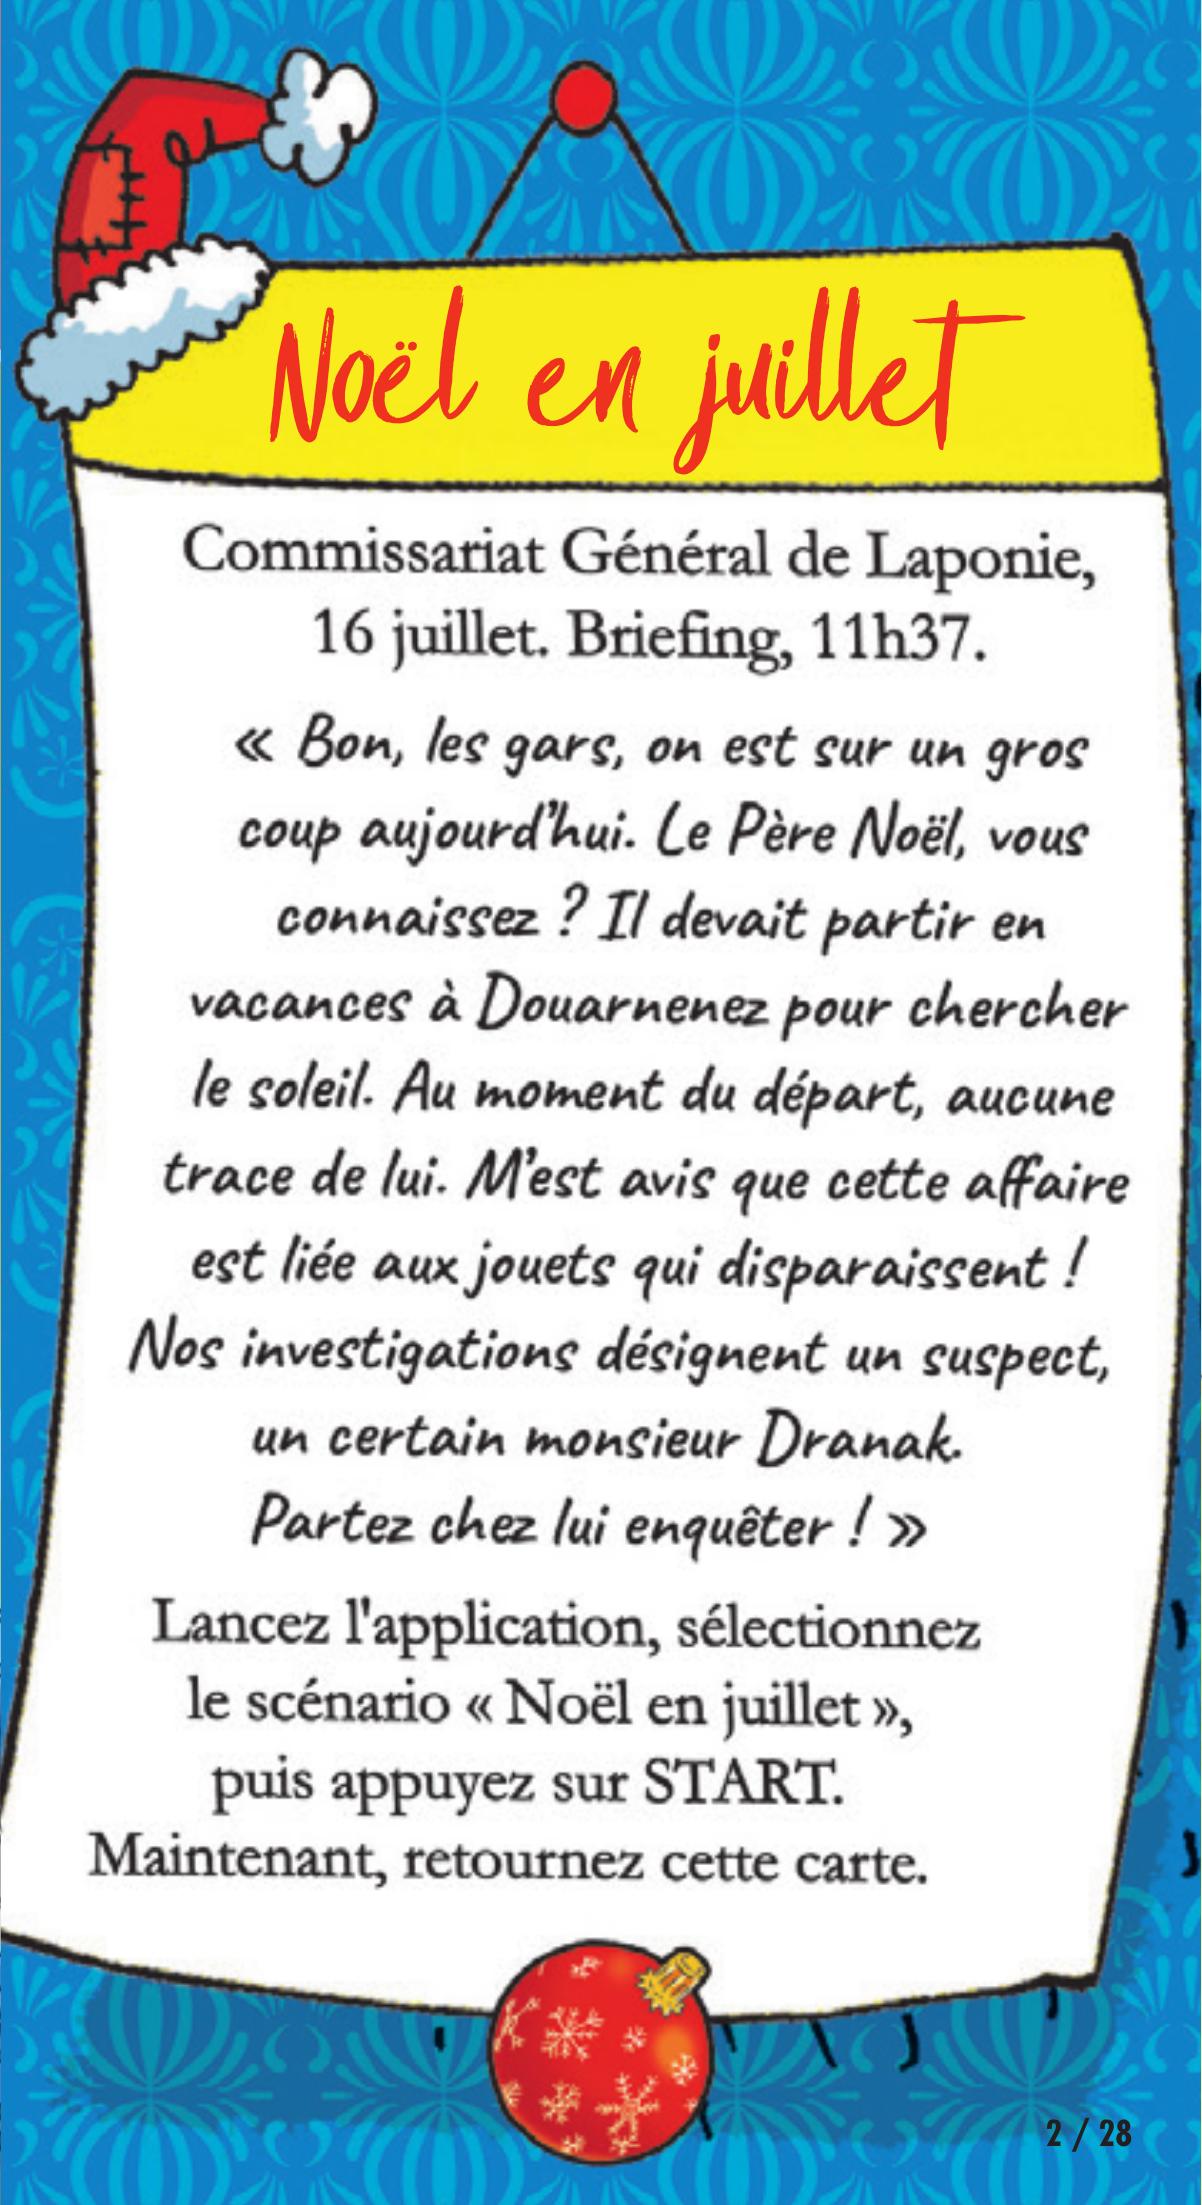 Noël en juillet
Commissariat Général de Laponie,
16 juillet. Briefing, 11h37.
« Bon, les gars, on est sur un gros
coup aujourd'hui. Le Père Noël, vous
connaissez ? Il devait partir en
vacances à Douarnenez pour chercher
le soleil. Au moment du départ, aucune
trace de lui. M'est avis que cette affaire
est liée aux jouets qui disparaissent !
Nos investigations désignent un suspect,
un certain monsieur Dranak.
Partez chez lui enquêter ! »
Lancez l'application, sélectionnez
le scénario « Noël en juillet »,
puis appuyez sur START.
Maintenant, retournez cette carte.
2 / 28